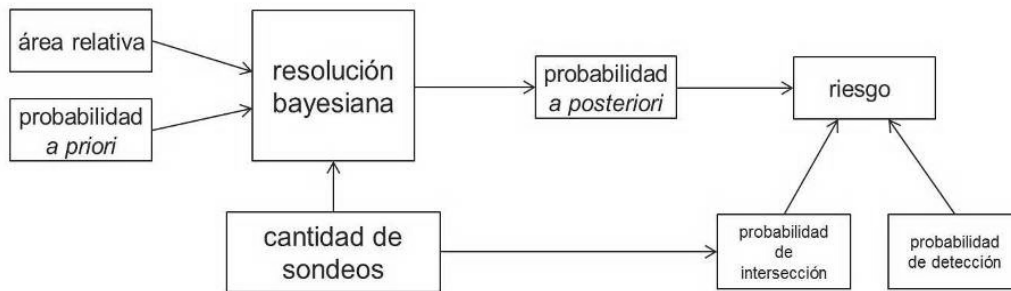 área relativa
probabilidad
a priori
resolución
bayesiana
probabilidad
a posteriori
riesgo
cantidad de
sondeos
probabilidad
de
intersección
probabilidad
de detección